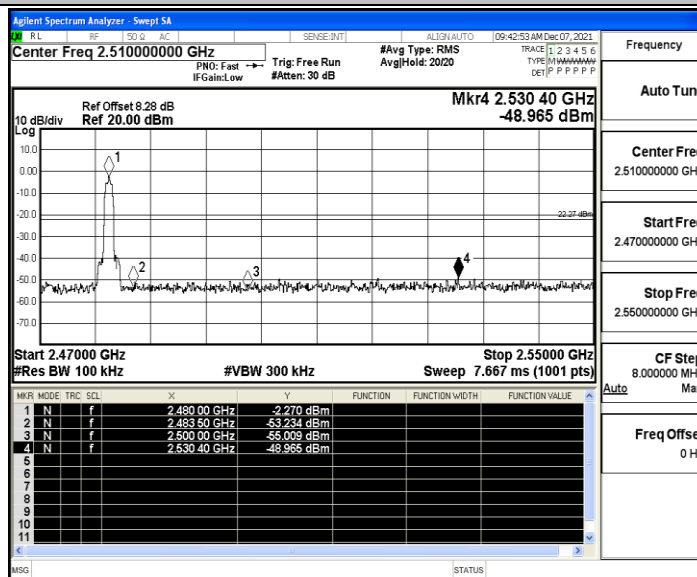 Agilent Spectrum Analyzer - Swept SA
RL RF 50 Ω AC SENSE:INT ALIGNAUTO 09:42:53 AM Dec 07, 2021
Center Freq 2.510000000 GHz
PNO: Fast
IFGain:Low
Trig: Free Run
#Atten: 30 dB
#Avg Type: RMS
Avg|Hold: 20/20
TRACE 1 2 3 4 5 6
TYPE MWWWWW
DET P P P P P P
Ref Offset 8.28 dB
Ref 20.00 dBm
10 dB/div
Log
Mkr4 2.530 40 GHz
-48.965 dBm
10.0
0.00
-10.0
-20.0
-30.0
-40.0
-50.0
-60.0
-70.0
1
2
3
4
22.27 dBm
Start 2.47000 GHz
Stop 2.55000 GHz
#Res BW 100 kHz
#VBW 300 kHz
Sweep 7.667 ms (1001 pts)
MKR MODE TRC SCL X Y FUNCTION FUNCTION WIDTH FUNCTION VALUE
1 N f 2.480 00 GHz -2.270 dBm
2 N f 2.483 50 GHz -53.234 dBm
3 N f 2.500 00 GHz -55.009 dBm
4 N f 2.530 40 GHz -48.965 dBm
5
6
7
8
9
10
11
MSG
STATUS
Frequency
Auto Tun
Center Fre
2.510000000 GH
Start Fre
2.470000000 GH
Stop Fre
2.550000000 GH
CF Step
8.000000 MH
Auto Ma
Freq Offse
0 H